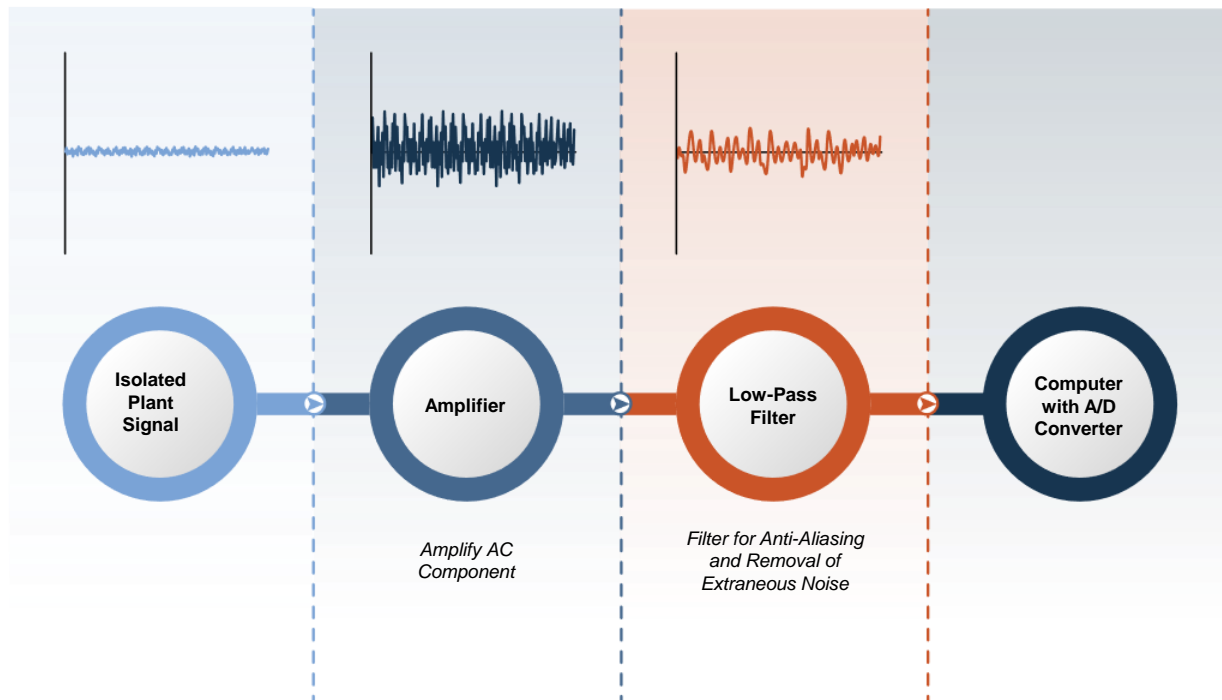 Isolated
Plant
Signal
Amplifier
Low-Pass
Filter
Computer
with A/D
Converter
Amplify AC
Component
Filter for Anti-Aliasing
and Removal of
Extraneous Noise